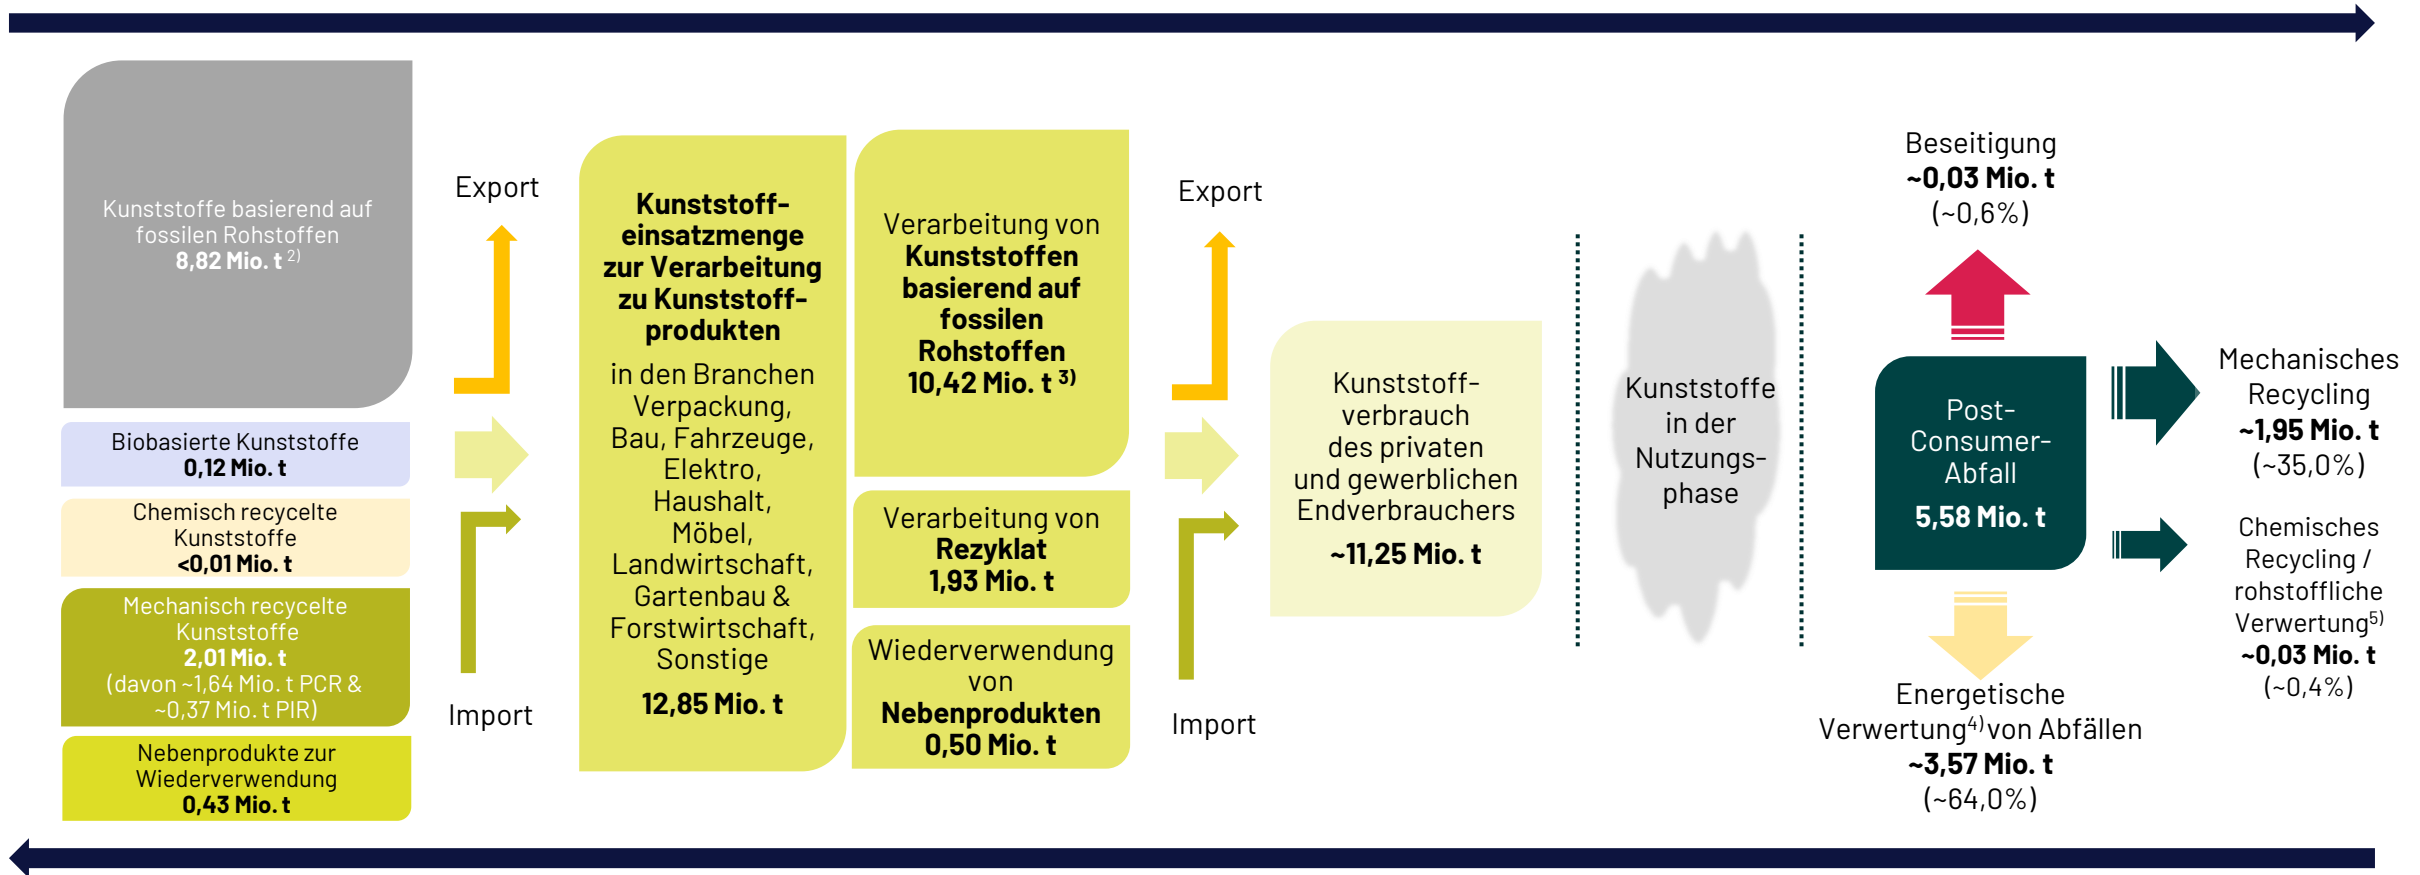 Kunststoffe basierend auf
fossilen Rohstoffen
8,82 Mio. t 2)
Biobasierte Kunststoffe
0,12 Mio. t
Chemisch recycelte
Kunststoffe
<0,01 Mio. t
Mechanisch recycelte
Kunststoffe
2,01 Mio. t
(davon ~1,64 Mio. t PCR &
~0,37 Mio. t PIR)
Nebenprodukte zur
Wiederverwendung
0,43 Mio. t
Export
Import
Kunststoff-
einsatzmenge
zur Verarbeitung
zu Kunststoff-
produkten
in den Branchen
Verpackung,
Bau, Fahrzeuge,
Elektro,
Haushalt,
Möbel,
Landwirtschaft,
Gartenbau &
Forstwirtschaft,
Sonstige
12,85 Mio. t
Verarbeitung von
Kunststoffen
basierend auf
fossilen
Rohstoffen
10,42 Mio. t 3)
Verarbeitung von
Rezyklat
1,93 Mio. t
Wiederverwendung
von
Nebenprodukten
0,50 Mio. t
Export
Import
Kunststoff-
verbrauch
des privaten
und gewerblichen
Endverbrauchers
~11,25 Mio. t
Kunststoffe
in der
Nutzungs-
phase
Beseitigung
~0,03 Mio. t
(~0,6%)
Post-
Consumer-
Abfall
5,58 Mio. t
Mechanisches
Recycling
~1,95 Mio. t
(~35,0%)
Chemisches
Recycling /
rohstoffliche
Verwertung5)
~0,03 Mio. t
(~0,4%)
Energetische
Verwertung4) von Abfällen
~3,57 Mio. t
(~64,0%)